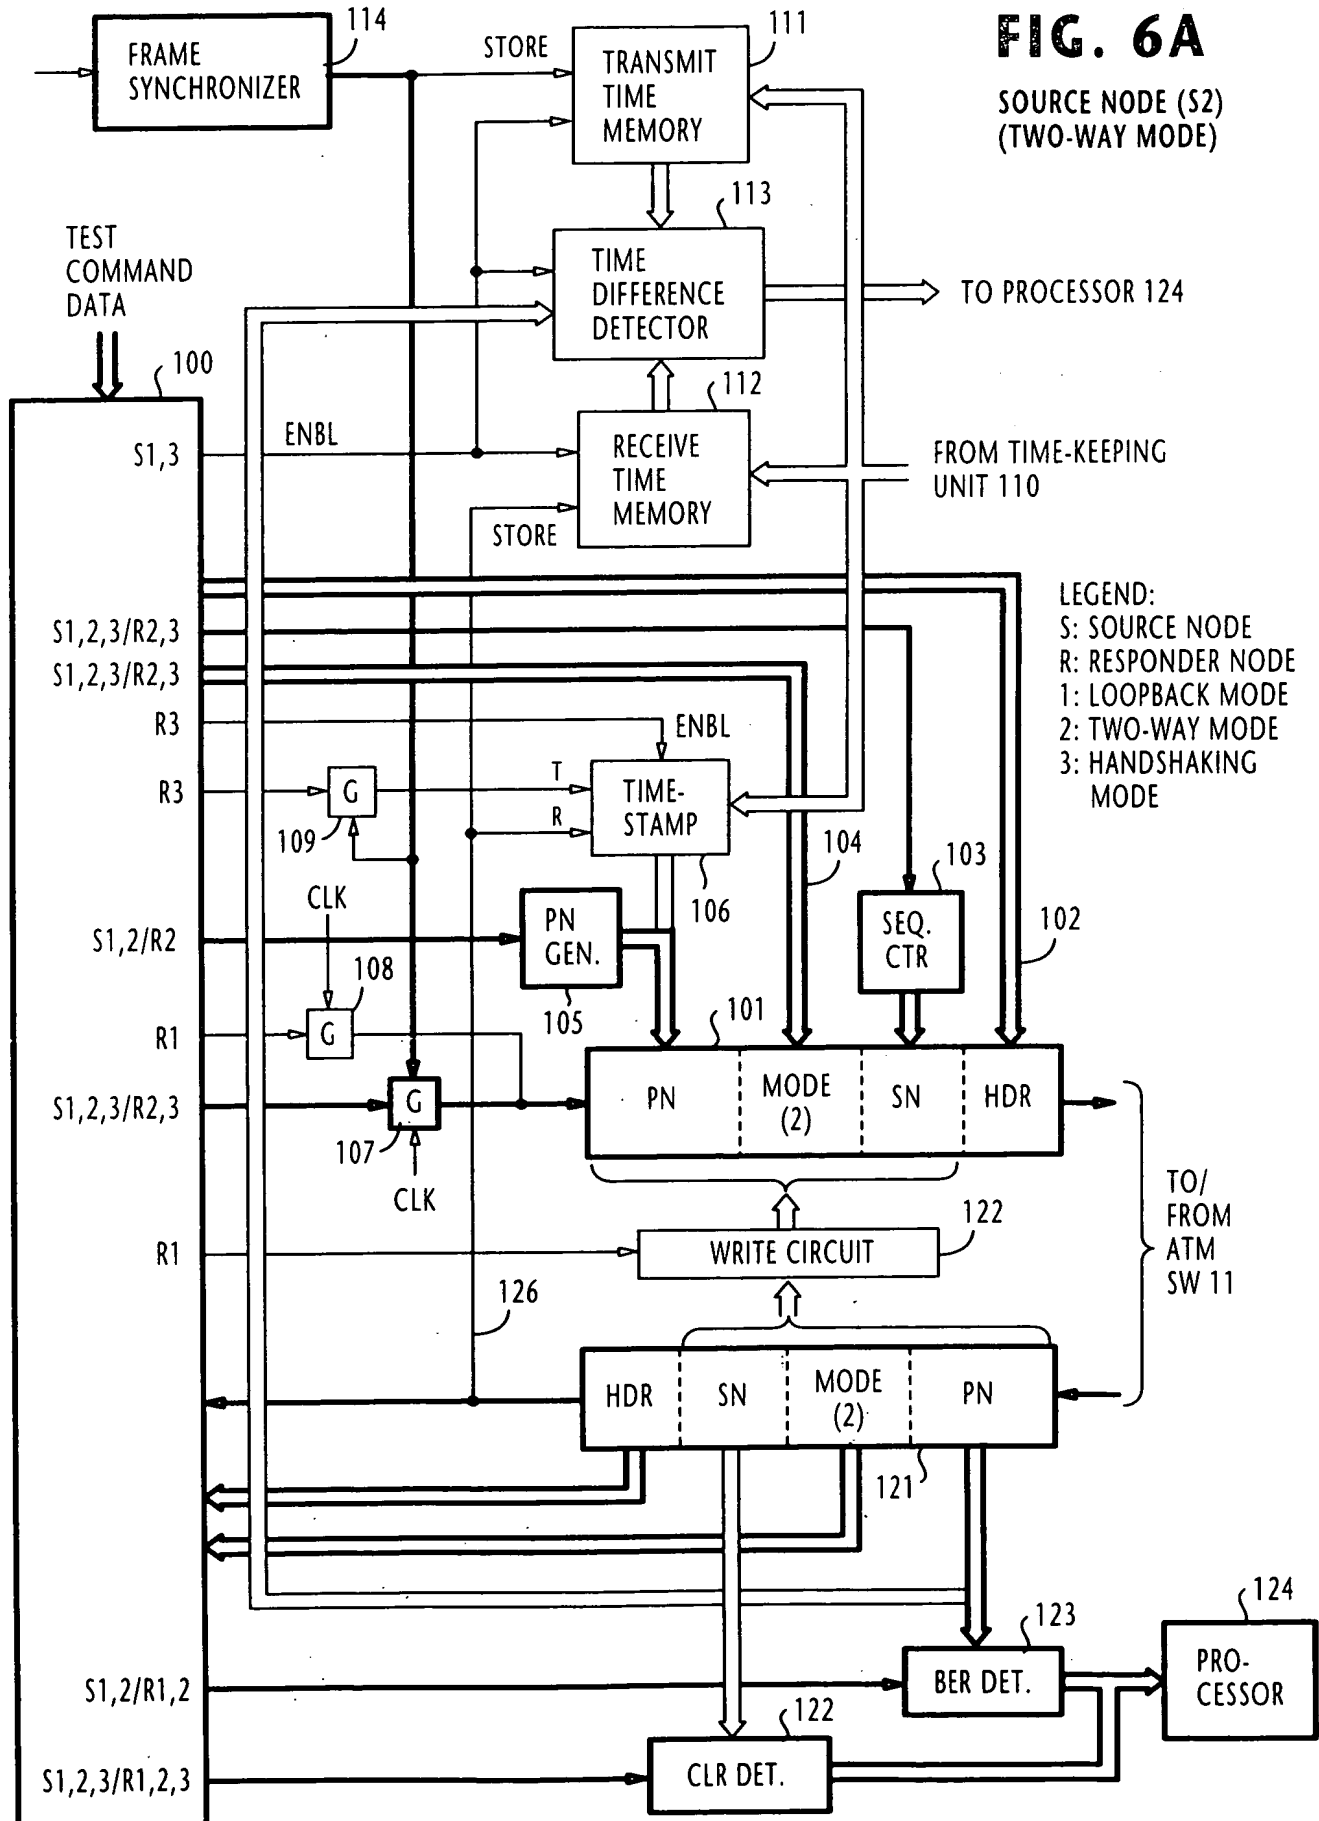 FIG. 6A
SOURCE NODE (S2)
(TWO-WAY MODE)
114
FRAME
SYNCHRONIZER
STORE
111
TRANSMIT
TIME
MEMORY
113
TIME
DIFFERENCE
DETECTOR
TO PROCESSOR 124
TEST
COMMAND
DATA
100
S1,3
ENBL
112
RECEIVE
TIME
MEMORY
STORE
FROM TIME-KEEPING
UNIT 110
LEGEND:
S: SOURCE NODE
R: RESPONDER NODE
1: LOOPBACK MODE
2: TWO-WAY MODE
3: HANDSHAKING
MODE
S1,2,3/R2,3
S1,2,3/R2,3
R3
ENBL
R3
G
109
T
R
TIME-
STAMP
106
104
103
SEQ.
CTR
102
CLK
S1,2/R2
PN
GEN.
105
108
R1
G
101
S1,2,3/R2,3
G
107
CLK
PN
MODE
(2)
SN
HDR
TO/
FROM
ATM
SW 11
R1
WRITE CIRCUIT
122
126
HDR
SN
MODE
(2)
PN
121
S1,2/R1,2
BER DET.
123
124
PRO-
CESSOR
S1,2,3/R1,2,3
CLR DET.
122